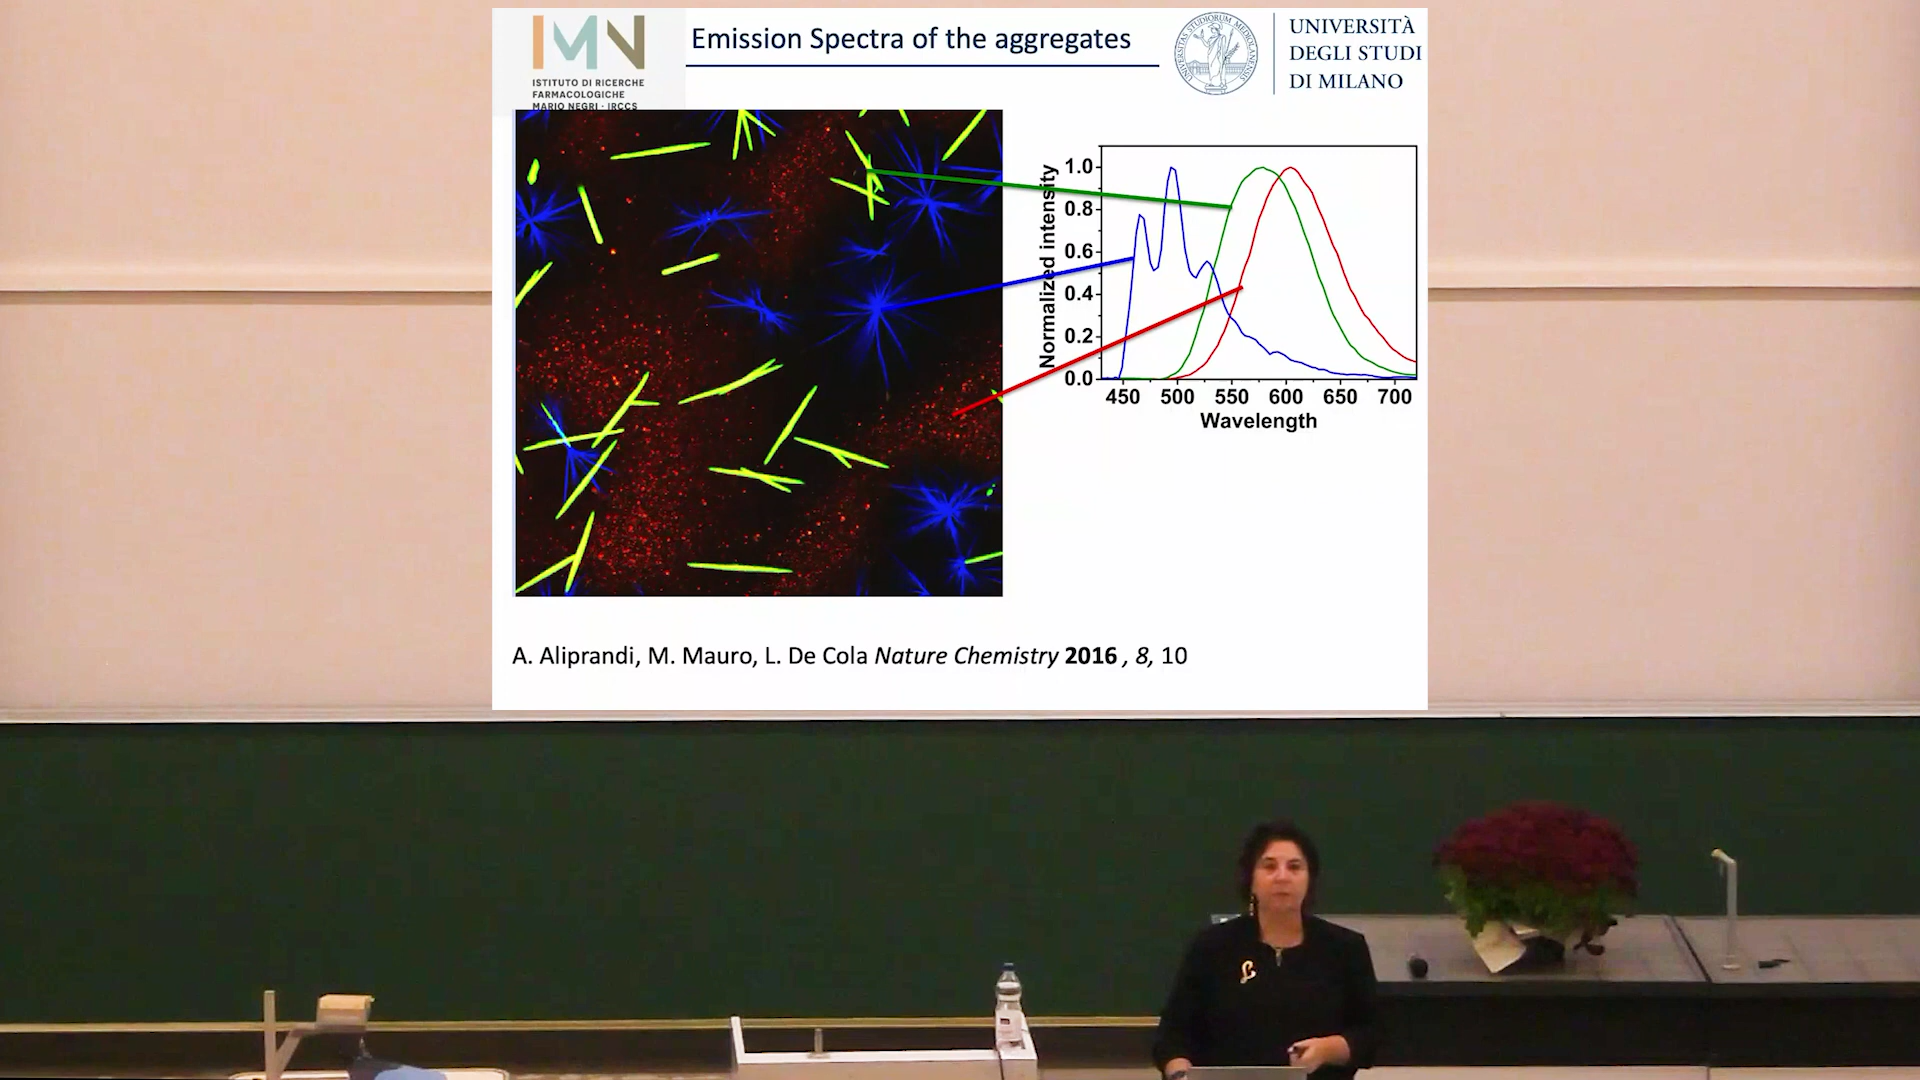 IMN
ISTITUTO DI RICERCHE
FARMACOLOGICHE
MARIO NEGRI · IRCCS
Emission Spectra of the aggregates
UNIVERSITÀ
DEGLI STUDI
DI MILANO
Normalized intensity
1.0
0.8
0.6
0.4
0.2
0.0
450 500 550 600 650 700
Wavelength
A. Aliprandi, M. Mauro, L. De Cola Nature Chemistry 2016 , 8, 10